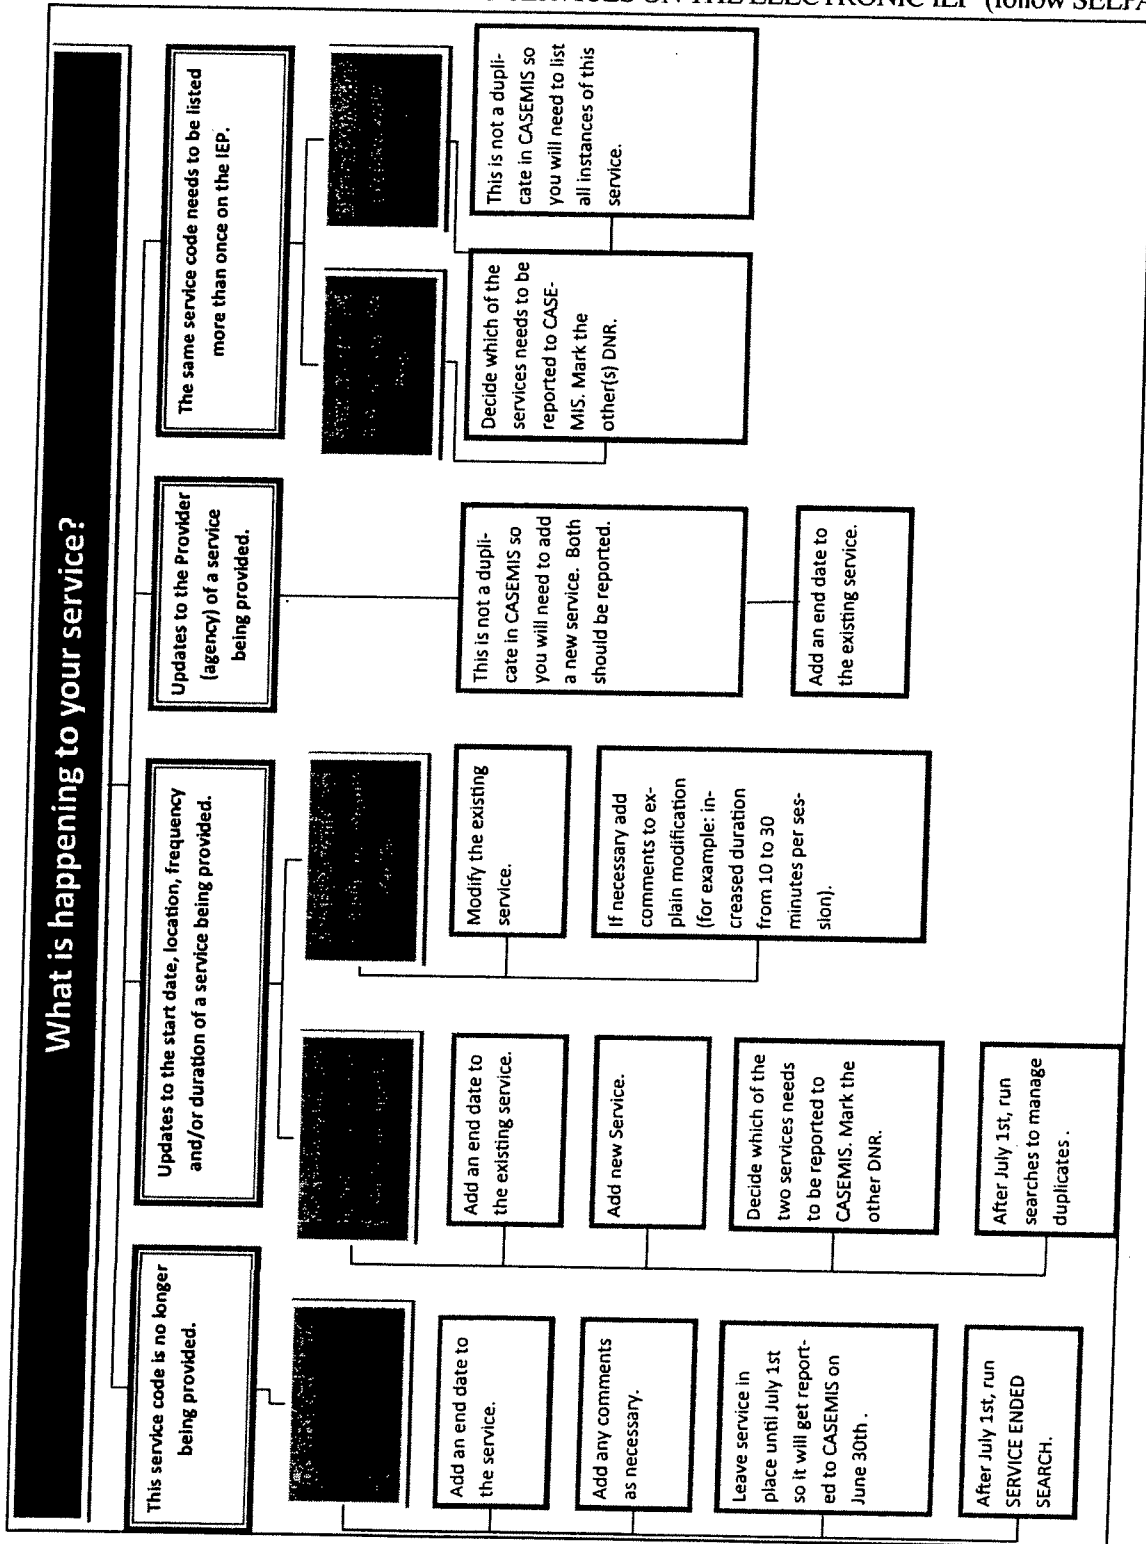 SERVICES ON THE ELECTRONIC IEP (follow SELPA
What is happening to your service?
This service code is no longer
being provided.
Add an end date to
the service.
Add any comments
as necessary.
Leave service in
place until July 1st
so it will get report-
ed to CASEMIS on
June 30th .
After July 1st, run
SERVICE ENDED
SEARCH.
Updates to the start date, location, frequency
and/or duration of a service being provided.
Add an end date to
the existing service.
Add new Service.
Decide which of the
two services needs
to be reported to
CASEMIS. Mark the
other DNR.
After July 1st, run
searches to manage
duplicates .
Modify the existing
service.
If necessary add
comments to ex-
plain modification
(for example: in-
creased duration
from 10 to 30
minutes per ses-
sion).
Updates to the Provider
(agency) of a service
being provided.
This is not a dupli-
cate in CASEMIS so
you will need to add
a new service. Both
should be reported.
Add an end date to
the existing service.
The same service code needs to be listed
more than once on the IEP.
Decide which of the
services needs to be
reported to CASE-
MIS. Mark the
other(s) DNR.
This is not a dupli-
cate in CASEMIS so
you will need to list
all instances of this
service.